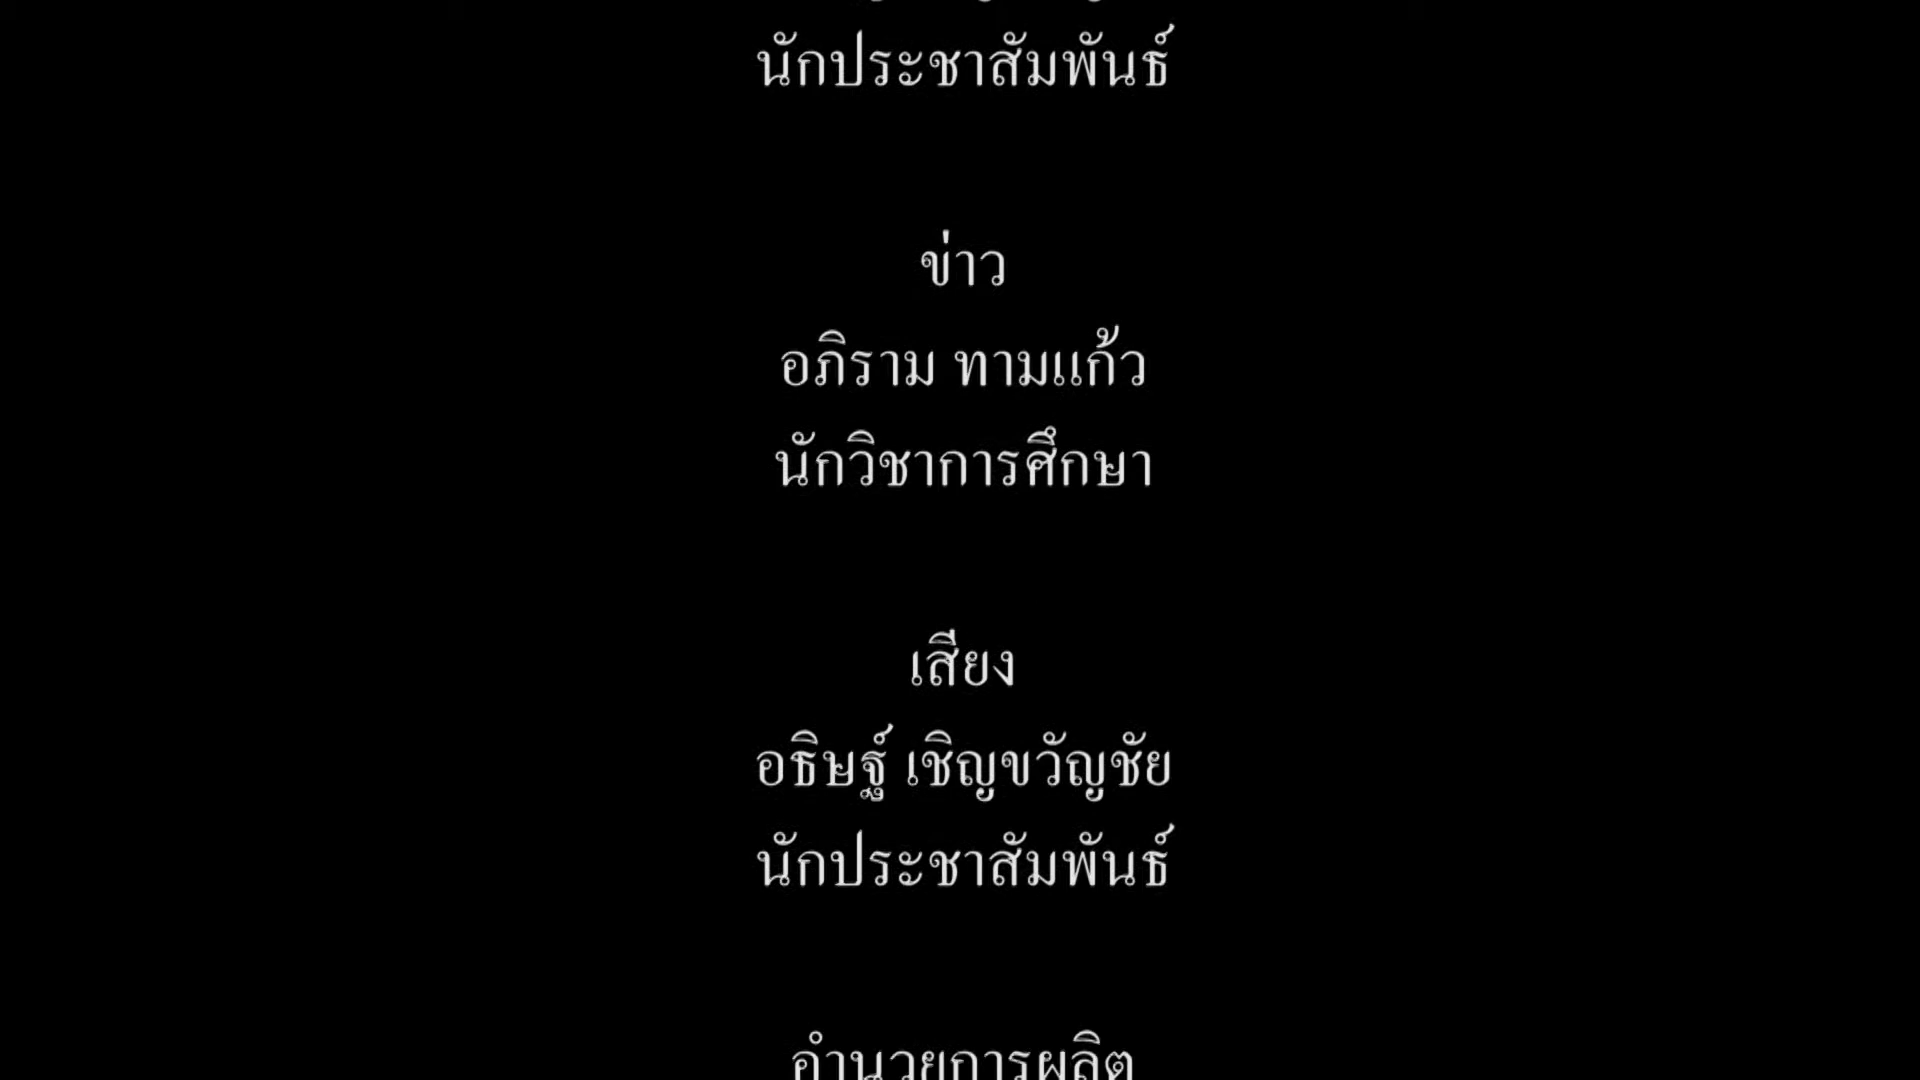 นักประชาสัมพันธ์
ข่าว
อภิราม ทามแก้ว
นักวิชาการศึกษา
เสียง
อธิษฐ์ เชิญขวัญชัย
นักประชาสัมพันธ์
อำนวยการผลิต